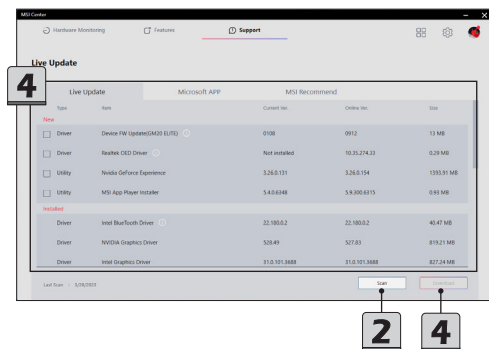 MSI Center
Hardware Monitoring Features Support
Live Update
4
Live Update Microsoft APP MSI Recommend
Type Item Current Ver. Online Ver. Size
New
Driver Device FW Update(GM20 ELITE) 0108 0912 13 MB
Driver Realtek OED Driver Not installed 10.35.274.33 0.29 MB
Utility Nvidia GeForce Experience 3.26.0.131 3.26.0.154 1393.91 MB
Utility MSI App Player Installer 5.4.0.6348 5.9.300.6315 0.93 MB
Installed
Driver Intel BlueTooth Driver 22.180.0.2 22.180.0.2 40.47 MB
Driver NVIDIA Graphics Driver 528.49 527.83 819.21 MB
Driver Intel Graphics Driver 31.0.101.3688 31.0.101.3688 827.24 MB
Last Scan : 3/28/2023 Scan Download
2 4